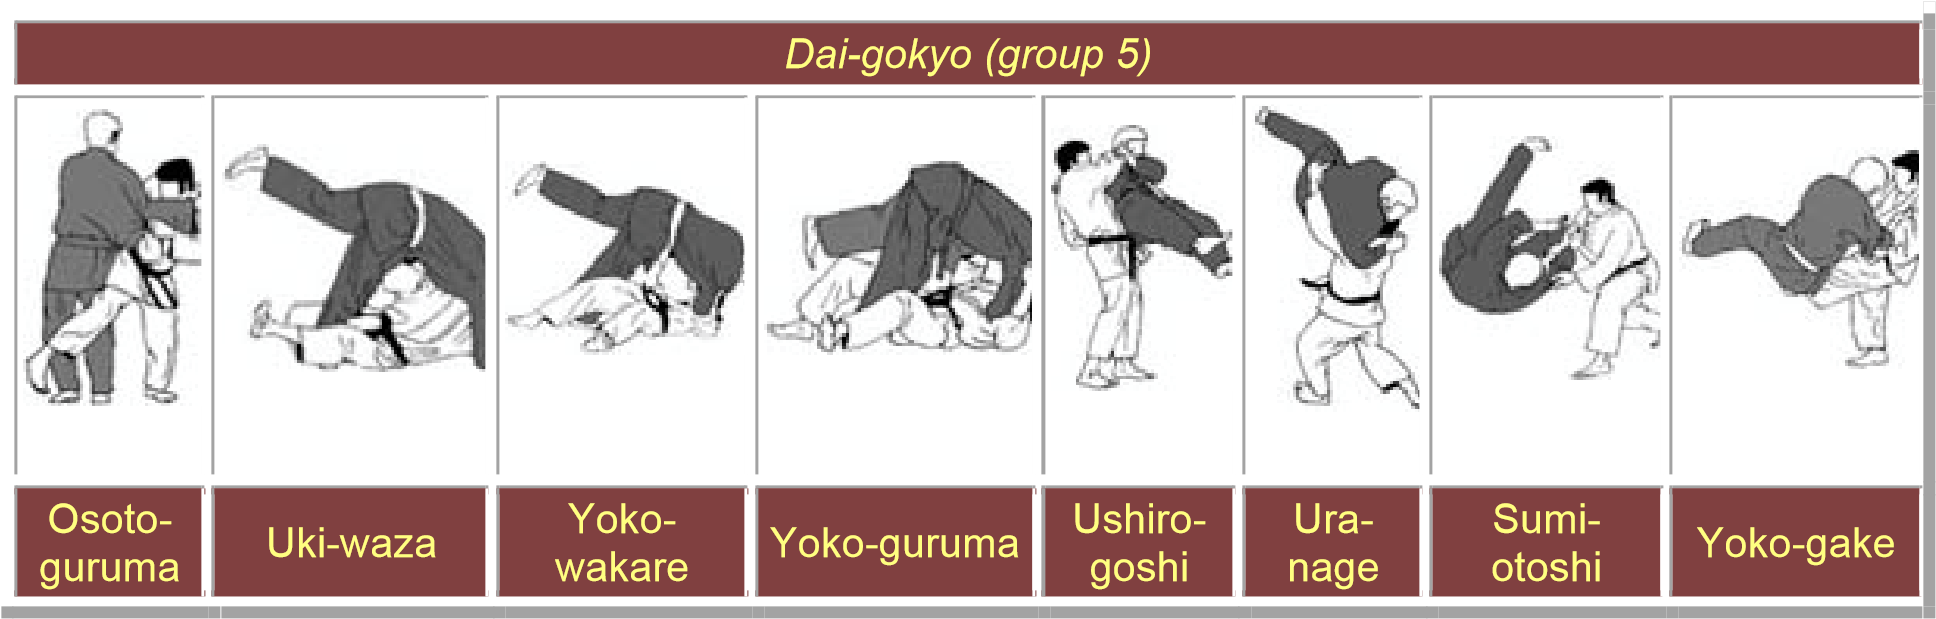 Dai-gokyo (group 5)
Osoto-
guruma
Uki-waza
Yoko-
wakare
Yoko-guruma
Ushiro-
goshi
Ura-
nage
Sumi-
otoshi
Yoko-gake